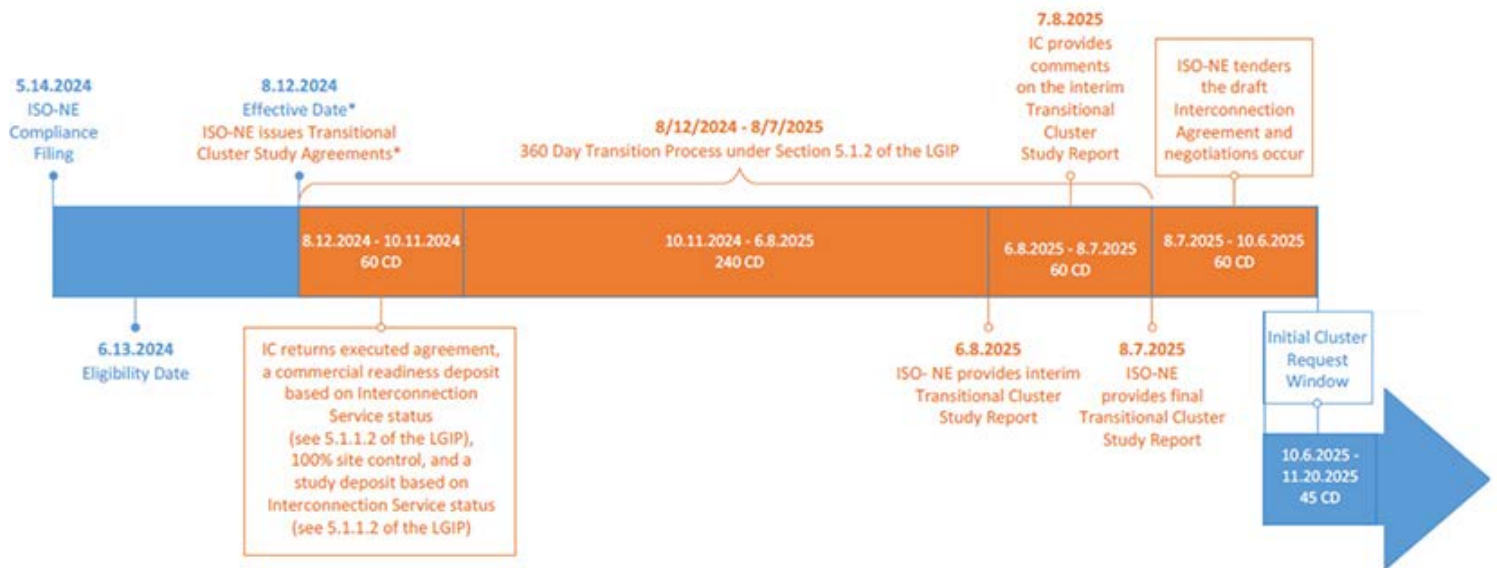 7.8.2025
IC provides
comments
on the interim
Transitional
Cluster
Study Report
ISO-NE tenders
the draft
Interconnection
Agreement and
negotiations occur
5.14.2024
ISO-NE
Compliance
Filing
8.12.2024
Effective Date*
ISO-NE issues Transitional
Cluster Study Agreements*
8/12/2024 - 8/7/2025
360 Day Transition Process under Section 5.1.2 of the LGIP
8.12.2024 - 10.11.2024
60 CD
10.11.2024 - 6.8.2025
240 CD
6.8.2025 - 8.7.2025
60 CD
8.7.2025 - 10.6.2025
60 CD
6.13.2024
Eligibility Date
IC returns executed agreement,
a commercial readiness deposit
based on Interconnection
Service status
(see 5.1.1.2 of the LGIP),
100% site control, and a
study deposit based on
Interconnection Service status
(see 5.1.1.2 of the LGIP)
6.8.2025
ISO- NE provides interim
Transitional Cluster
Study Report
8.7.2025
ISO-NE
provides final
Transitional Cluster
Study Report
Initial Cluster
Request
Window
10.6.2025 -
11.20.2025
45 CD